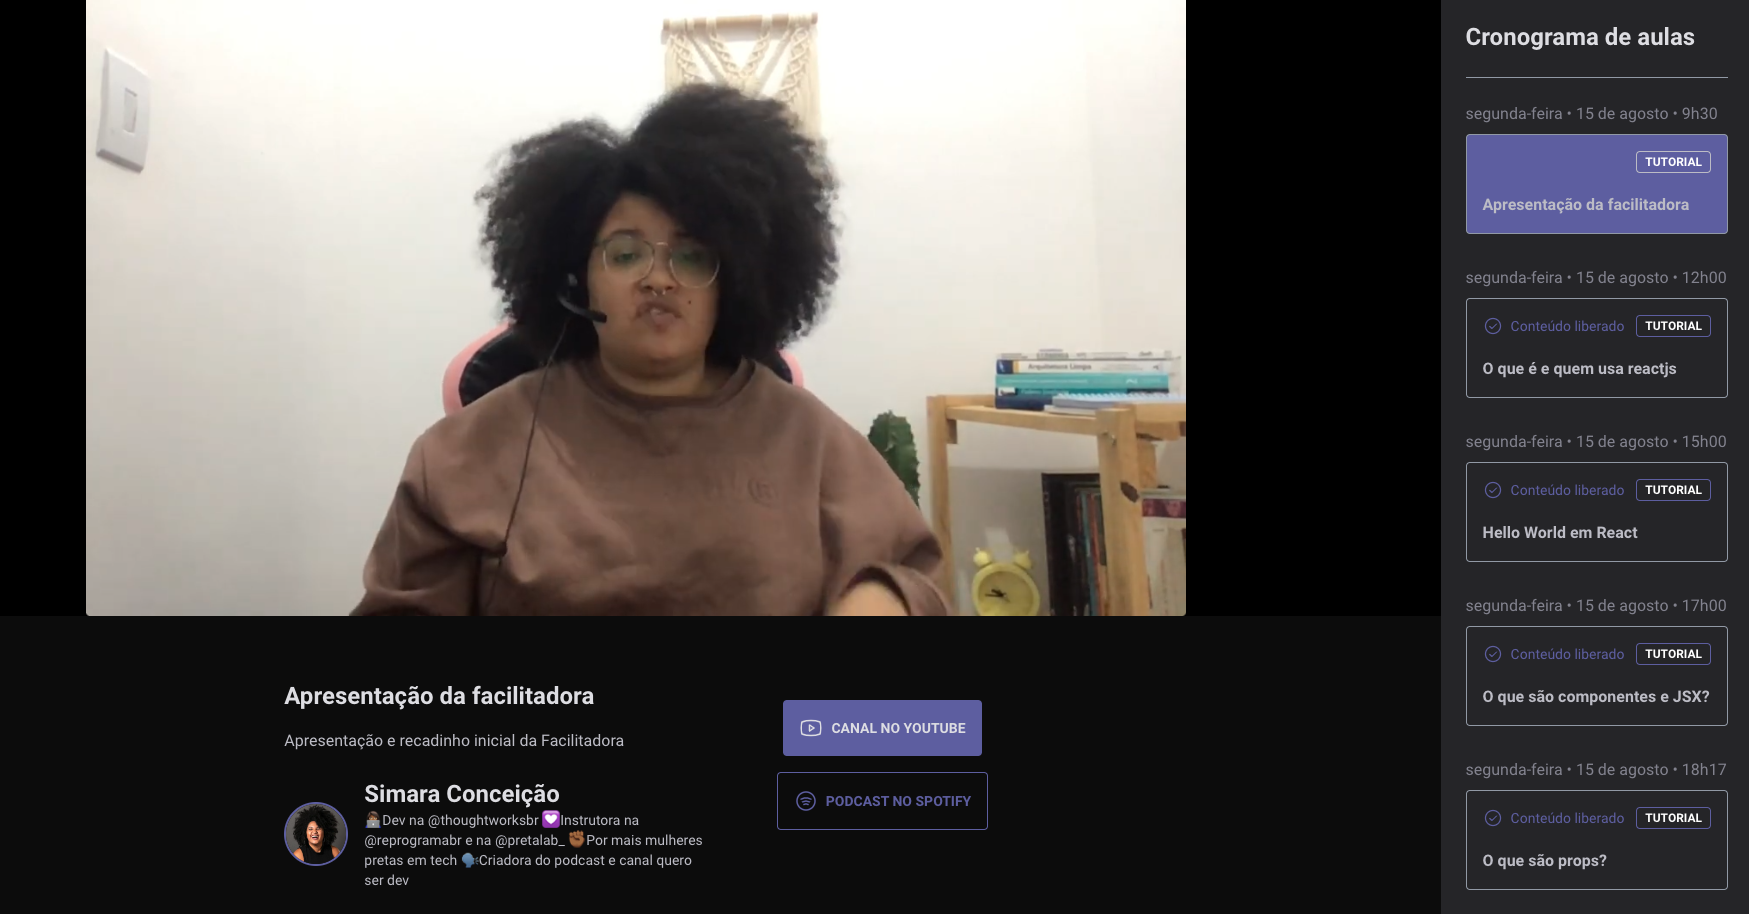 Cronograma de aulas
segunda-feira • 15 de agosto • 9h30
TUTORIAL
Apresentação da facilitadora
segunda-feira • 15 de agosto • 12h00
Conteúdo liberado TUTORIAL
O que é e quem usa reactjs
segunda-feira • 15 de agosto • 15h00
Conteúdo liberado TUTORIAL
Hello World em React
segunda-feira • 15 de agosto • 17h00
Conteúdo liberado TUTORIAL
O que são componentes e JSX?
segunda-feira • 15 de agosto • 18h17
Conteúdo liberado TUTORIAL
O que são props?
Arquitetura Limpa
Apresentação da facilitadora
Apresentação e recadinho inicial da Facilitadora
Simara Conceição
Dev na @thoughtworksbr 💟Instrutora na
@reprogramabr e na @pretalab_ ✊🏾Por mais mulheres
pretas em tech 🗣Criadora do podcast e canal quero
ser dev
CANAL NO YOUTUBE
PODCAST NO SPOTIFY